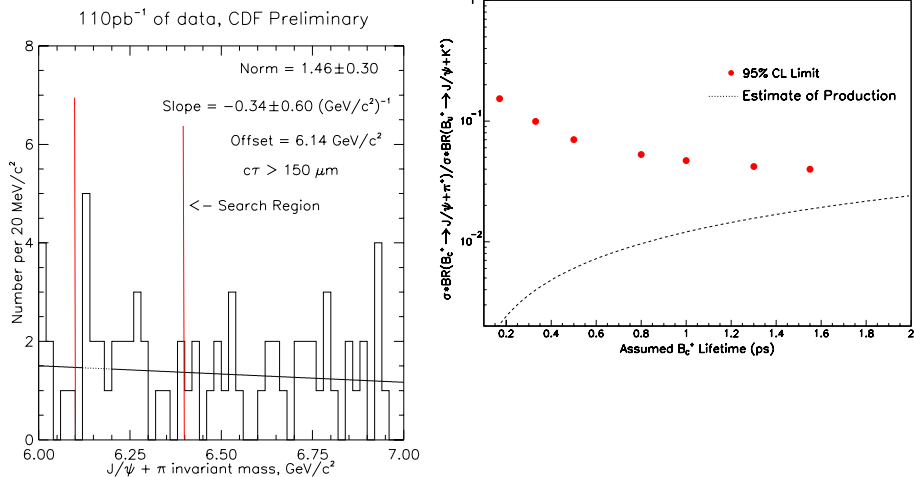 110pb⁻¹ of data, CDF Preliminary
Norm = 1.46±0.30
Slope = −0.34±0.60 (GeV/c²)⁻¹
Offset = 6.14 GeV/c²
cτ > 150 μm
<− Search Region
Number per 20 MeV/c²
8
6
4
2
0
6.00
6.25
6.50
6.75
7.00
J/ψ + π invariant mass, GeV/c²
σ*BR(B_c⁺→J/ψ+π⁺)/σ*BR(B_u⁺→J/ψ+K⁺)
1
10⁻¹
10⁻²
95% CL Limit
Estimate of Production
0.2
0.4
0.6
0.8
1
1.2
1.4
1.6
1.8
2
Assumed B_c⁺ Lifetime (ps)